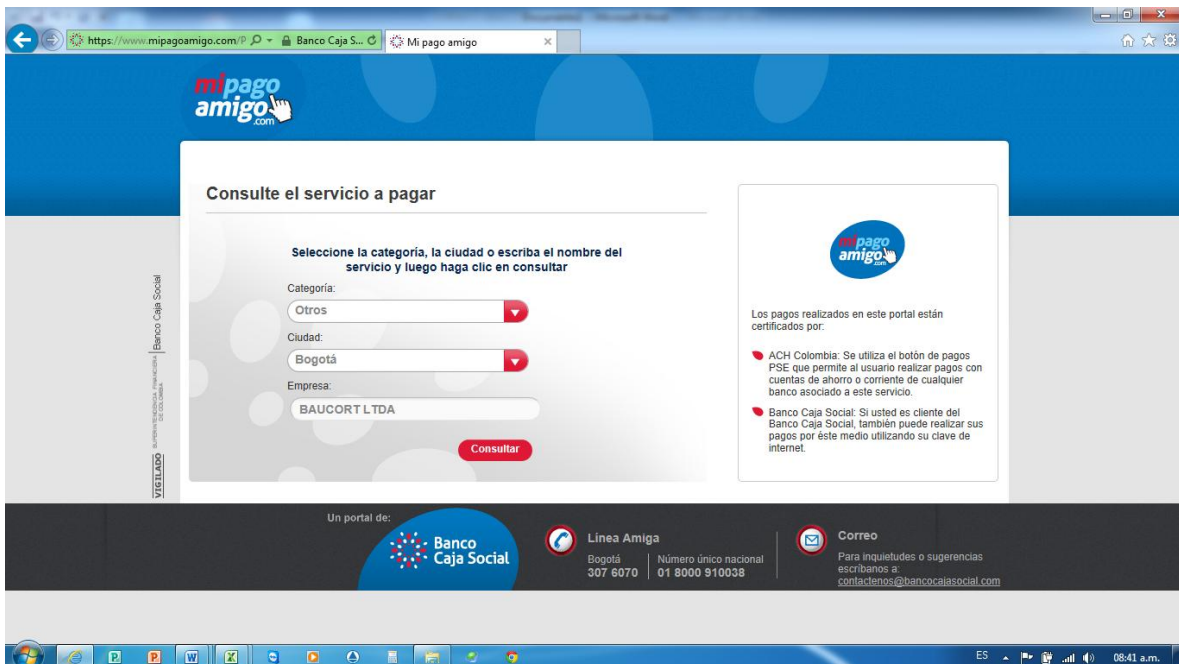 https://www.mipagoamigo.com/P
Banco Caja S...
Mi pago amigo
mipago
amigo
.com
Consulte el servicio a pagar
Seleccione la categoría, la ciudad o escriba el nombre del
servicio y luego haga clic en consultar
Categoría:
Otros
Ciudad:
Bogotá
Empresa:
BAUCORT LTDA
Consultar
mipago
amigo
.com
Los pagos realizados en este portal están
certificados por:
ACH Colombia: Se utiliza el botón de pagos
PSE que permite al usuario realizar pagos con
cuentas de ahorro o corriente de cualquier
banco asociado a este servicio.
Banco Caja Social: Si usted es cliente del
Banco Caja Social, también puede realizar sus
pagos por éste medio utilizando su clave de
internet.
VIGILADO SUPERINTENDENCIA FINANCIERA DE COLOMBIA Banco Caja Social
Un portal de:
Banco
Caja Social
Línea Amiga
Bogotá
307 6070
Número único nacional
01 8000 910038
Correo
Para inquietudes o sugerencias
escríbanos a:
contactenos@bancocajasocial.com
ES
08:41 a.m.